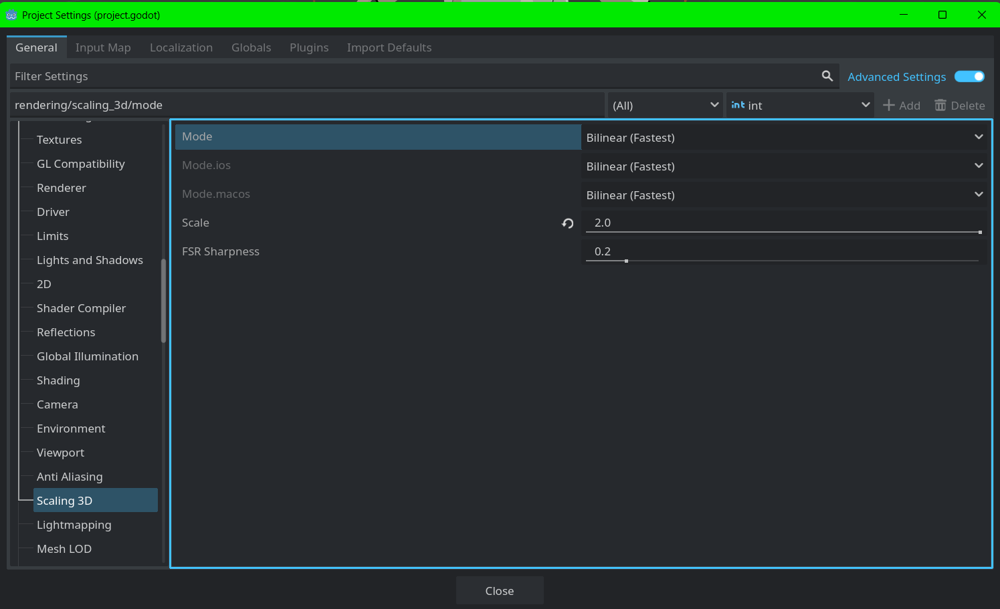 Project Settings (project.godot)
General Input Map Localization Globals Plugins Import Defaults
Filter Settings Advanced Settings
rendering/scaling_3d/mode (All) int int Add Delete
Textures
GL Compatibility
Renderer
Driver
Limits
Lights and Shadows
2D
Shader Compiler
Reflections
Global Illumination
Shading
Camera
Environment
Viewport
Anti Aliasing
Scaling 3D
Lightmapping
Mesh LOD
Mode Bilinear (Fastest)
Mode.ios Bilinear (Fastest)
Mode.macos Bilinear (Fastest)
Scale 2.0
FSR Sharpness 0.2
Close